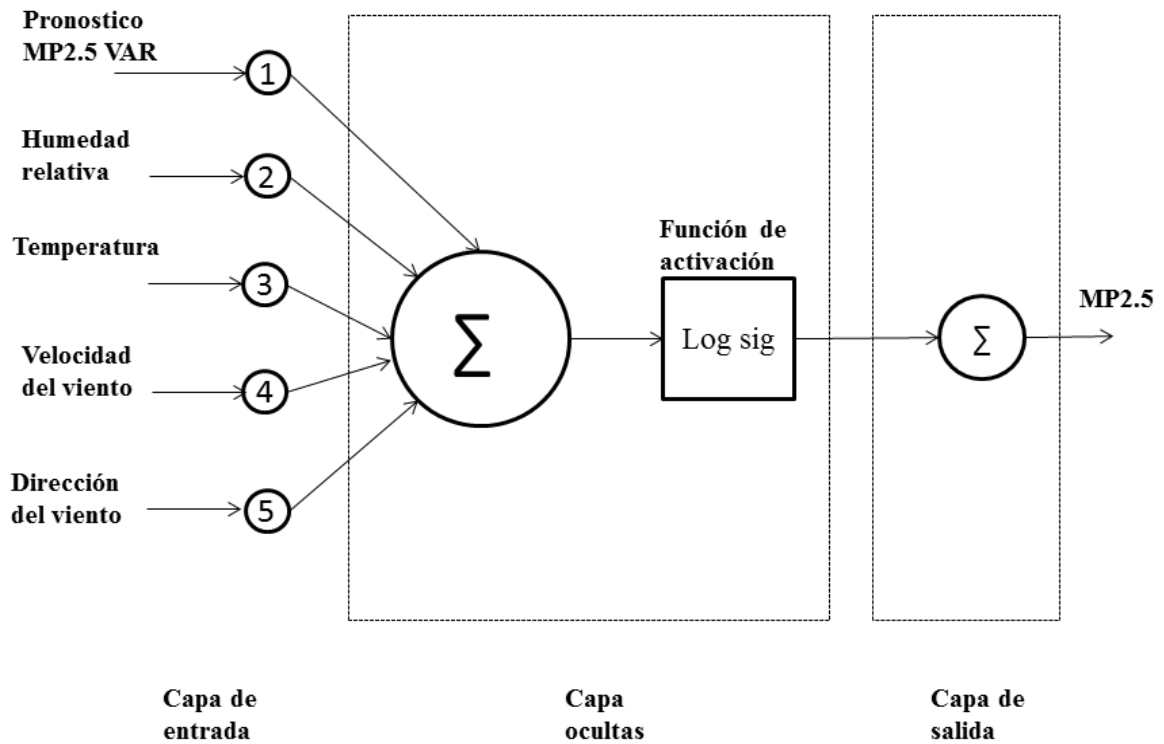 Pronostico
MP2.5 VAR
1
Humedad
relativa
2
Temperatura
3
Velocidad
del viento
4
Dirección
del viento
5
Σ
Función de
activación
Log sig
Σ
MP2.5
Capa de
entrada
Capa
ocultas
Capa de
salida